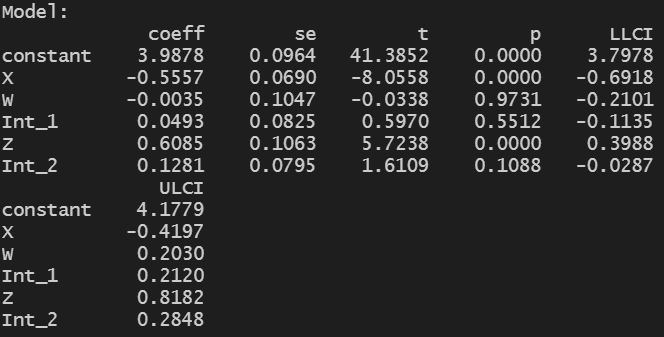 Model:
coeff se t p LLCI
constant 3.9878 0.0964 41.3852 0.0000 3.7978
X -0.5557 0.0690 -8.0558 0.0000 -0.6918
W -0.0035 0.1047 -0.0338 0.9731 -0.2101
Int_1 0.0493 0.0825 0.5970 0.5512 -0.1135
Z 0.6085 0.1063 5.7238 0.0000 0.3988
Int_2 0.1281 0.0795 1.6109 0.1088 -0.0287
ULCI
constant 4.1779
X -0.4197
W 0.2030
Int_1 0.2120
Z 0.8182
Int_2 0.2848